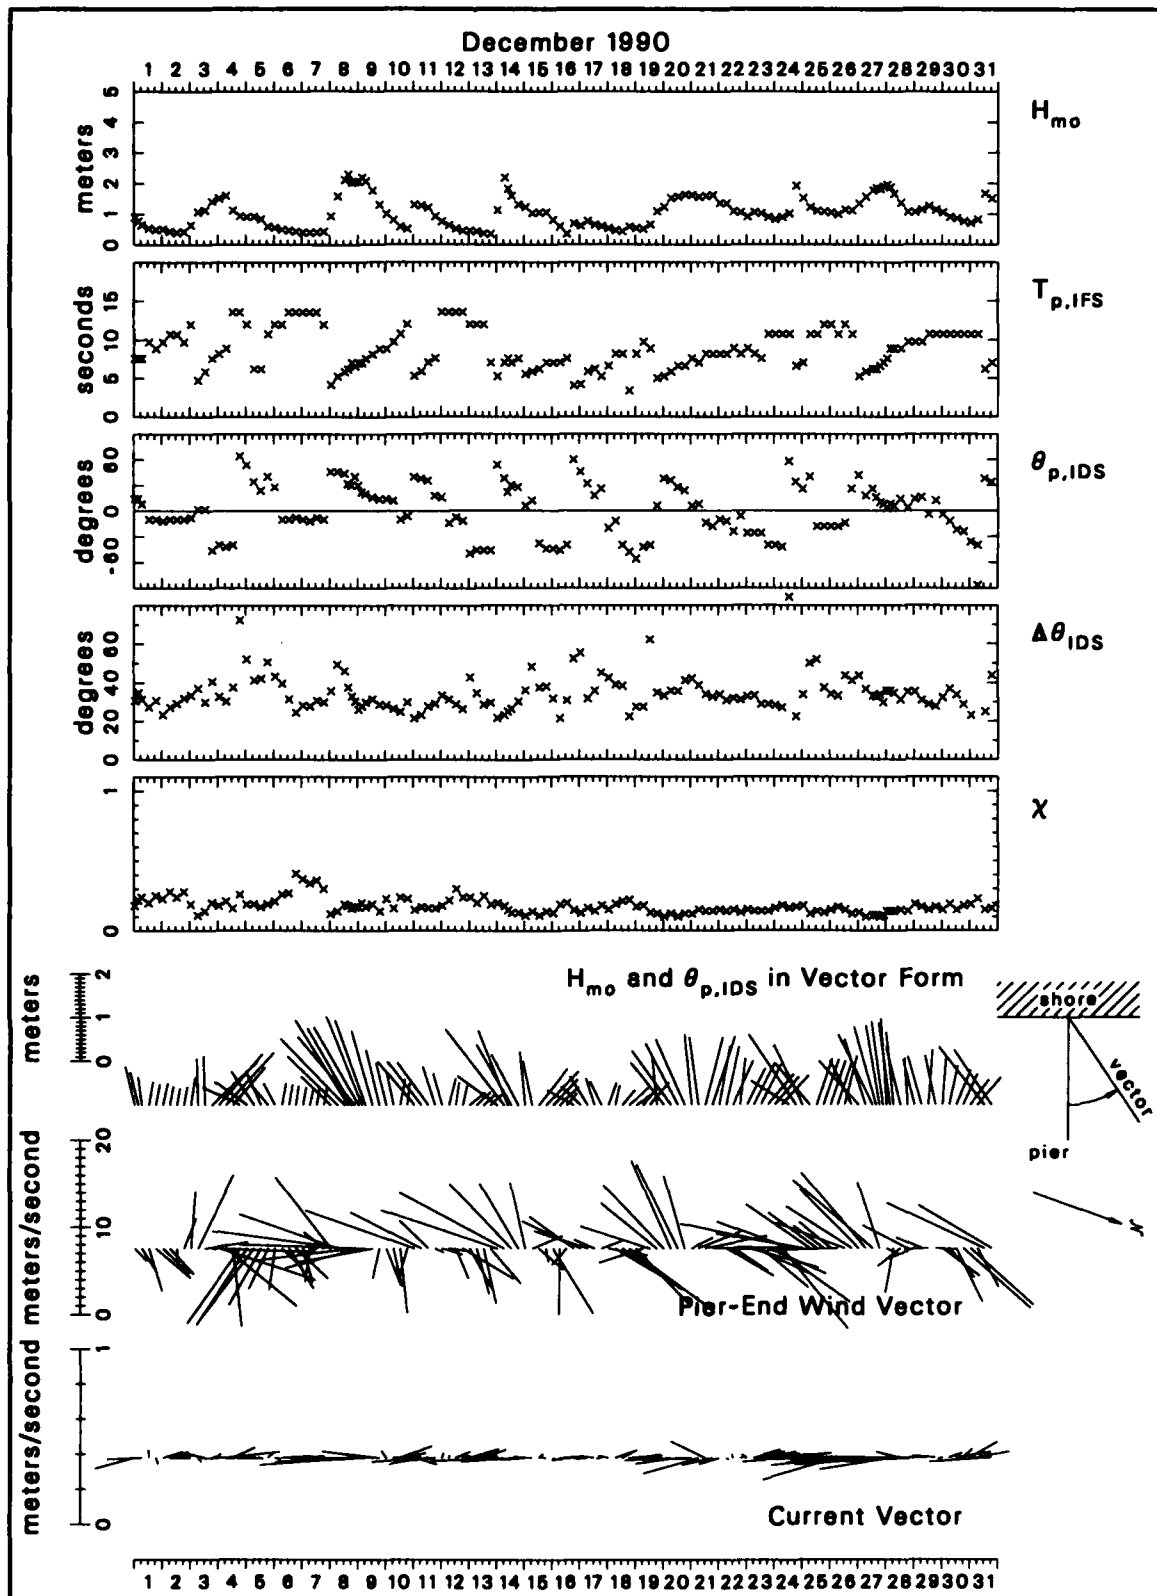 December 1990
1 2 3 4 5 6 7 8 9 10 11 12 13 14 15 16 17 18 19 20 21 22 23 24 25 26 27 28 29 30 31
5
4
3
2
1
0
meters
Hmo
15
10
5
0
seconds
Tp,IFS
60
0
-60
degrees
θp,IDS
60
40
20
0
degrees
ΔθIDS
1
0
χ
2
1
0
meters
Hmo and θp,IDS in Vector Form
shore
vector
pier
N
20
10
0
meters/second
Pier-End Wind Vector
1
0
meters/second
Current Vector
1 2 3 4 5 6 7 8 9 10 11 12 13 14 15 16 17 18 19 20 21 22 23 24 25 26 27 28 29 30 31